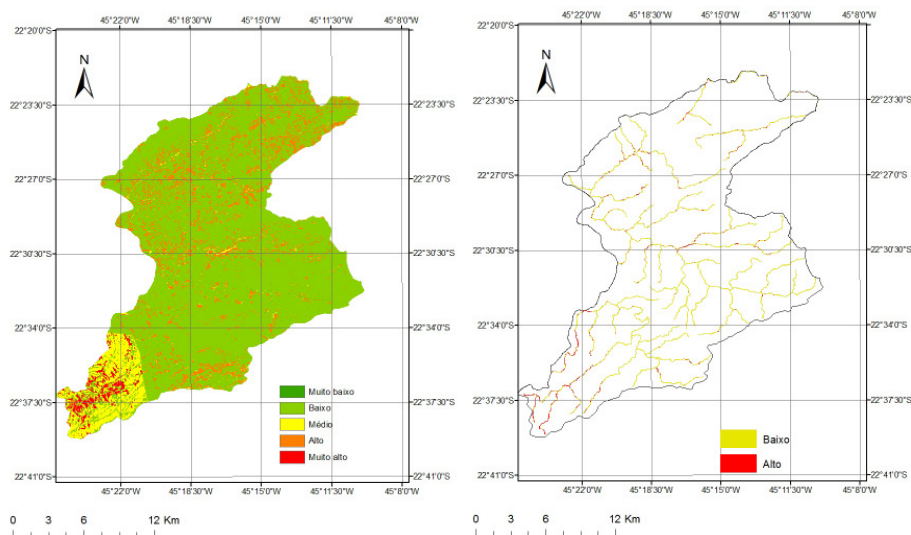 45°22'0"W 45°18'30"W 45°15'0"W 45°11'30"W 45°8'0"W
22°20'0"S
N
22°23'30"S 22°23'30"S
22°27'0"S 22°27'0"S
22°30'30"S 22°30'30"S
22°34'0"S 22°34'0"S
22°37'30"S 22°37'30"S
22°41'0"S 22°41'0"S
Muito baixo
Baixo
Médio
Alto
Muito alto
45°22'0"W 45°18'30"W 45°15'0"W 45°11'30"W 45°8'0"W
0 3 6 12 Km
45°22'0"W 45°18'30"W 45°15'0"W 45°11'30"W 45°8'0"W
22°20'0"S
N
22°23'30"S 22°23'30"S
22°27'0"S 22°27'0"S
22°30'30"S 22°30'30"S
22°34'0"S 22°34'0"S
22°37'30"S 22°37'30"S
22°41'0"S 22°41'0"S
Baixo
Alto
45°22'0"W 45°18'30"W 45°15'0"W 45°11'30"W 45°8'0"W
0 3 6 12 Km